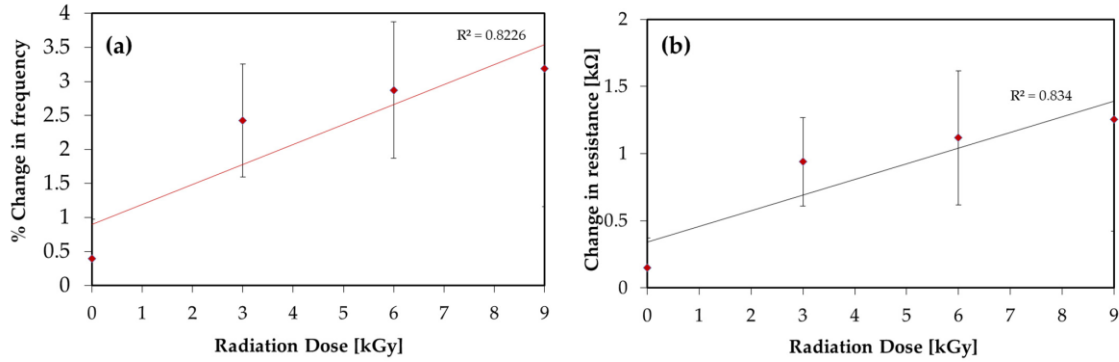 (a)
R² = 0.8226
% Change in frequency
4
3.5
3
2.5
2
1.5
1
0.5
0
0 1 2 3 4 5 6 7 8 9
Radiation Dose [kGy]
(b)
R² = 0.834
Change in resistance [kΩ]
2
1.5
1
0.5
0
0 1 2 3 4 5 6 7 8 9
Radiation Dose [kGy]